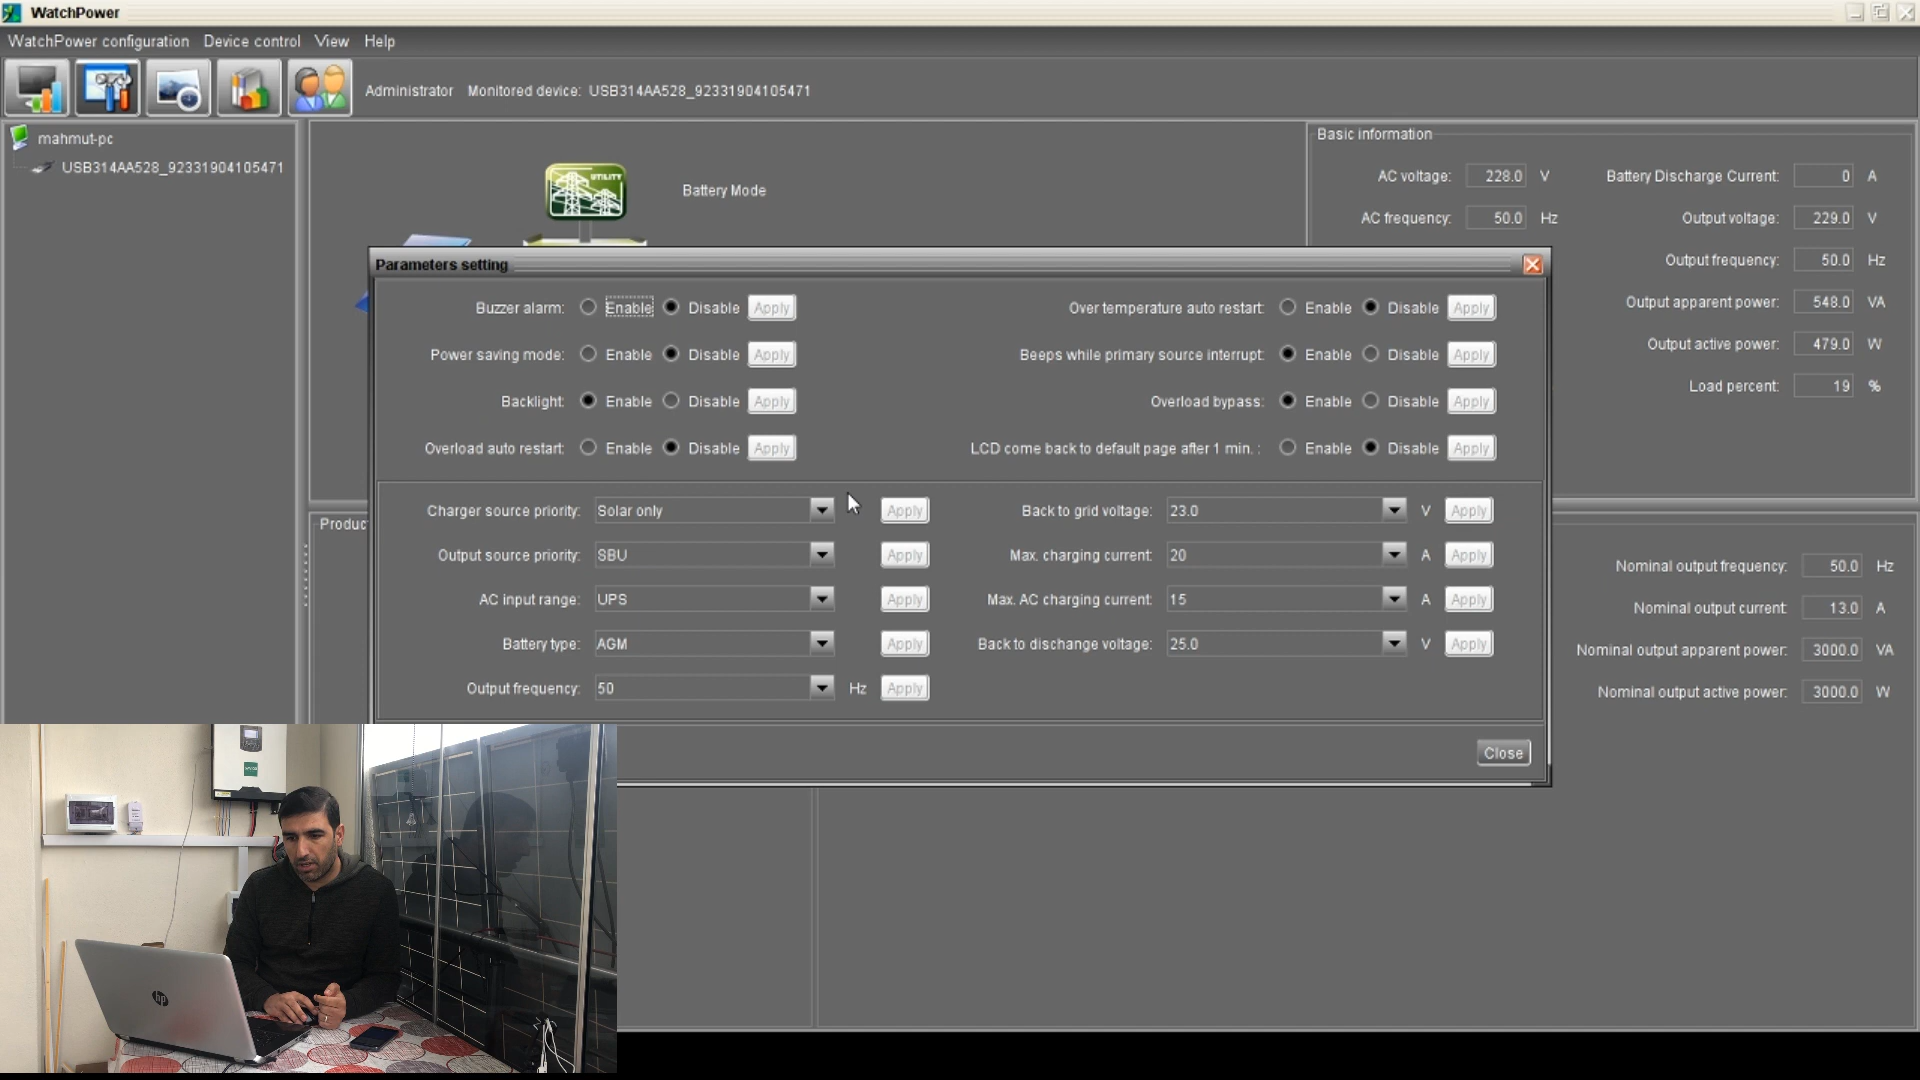 WatchPower
WatchPower configuration Device control View Help
Administrator Monitored device: USB314AA528_92331904105471
mahmut-pc
USB314AA528_92331904105471
UTILITY
Battery Mode
Basic information
AC voltage: 228.0 V Battery Discharge Current: 0 A
AC frequency: 50.0 Hz Output voltage: 229.0 V
Output frequency: 50.0 Hz
Output apparent power: 548.0 VA
Output active power: 479.0 W
Load percent: 19 %
Parameters setting
Buzzer alarm: Enable Disable Apply Over temperature auto restart: Enable Disable Apply
Power saving mode: Enable Disable Apply Beeps while primary source interrupt: Enable Disable Apply
Backlight: Enable Disable Apply Overload bypass: Enable Disable Apply
Overload auto restart: Enable Disable Apply LCD come back to default page after 1 min. : Enable Disable Apply
Charger source priority: Solar only Apply Back to grid voltage: 23.0 V Apply
Output source priority: SBU Apply Max. charging current: 20 A Apply
AC input range: UPS Apply Max. AC charging current: 15 A Apply
Battery type: AGM Apply Back to dischange voltage: 25.0 V Apply
Output frequency: 50 Hz Apply
Close
Produc
Nominal output frequency: 50.0 Hz
Nominal output current: 13.0 A
Nominal output apparent power: 3000.0 VA
Nominal output active power: 3000.0 W
hp